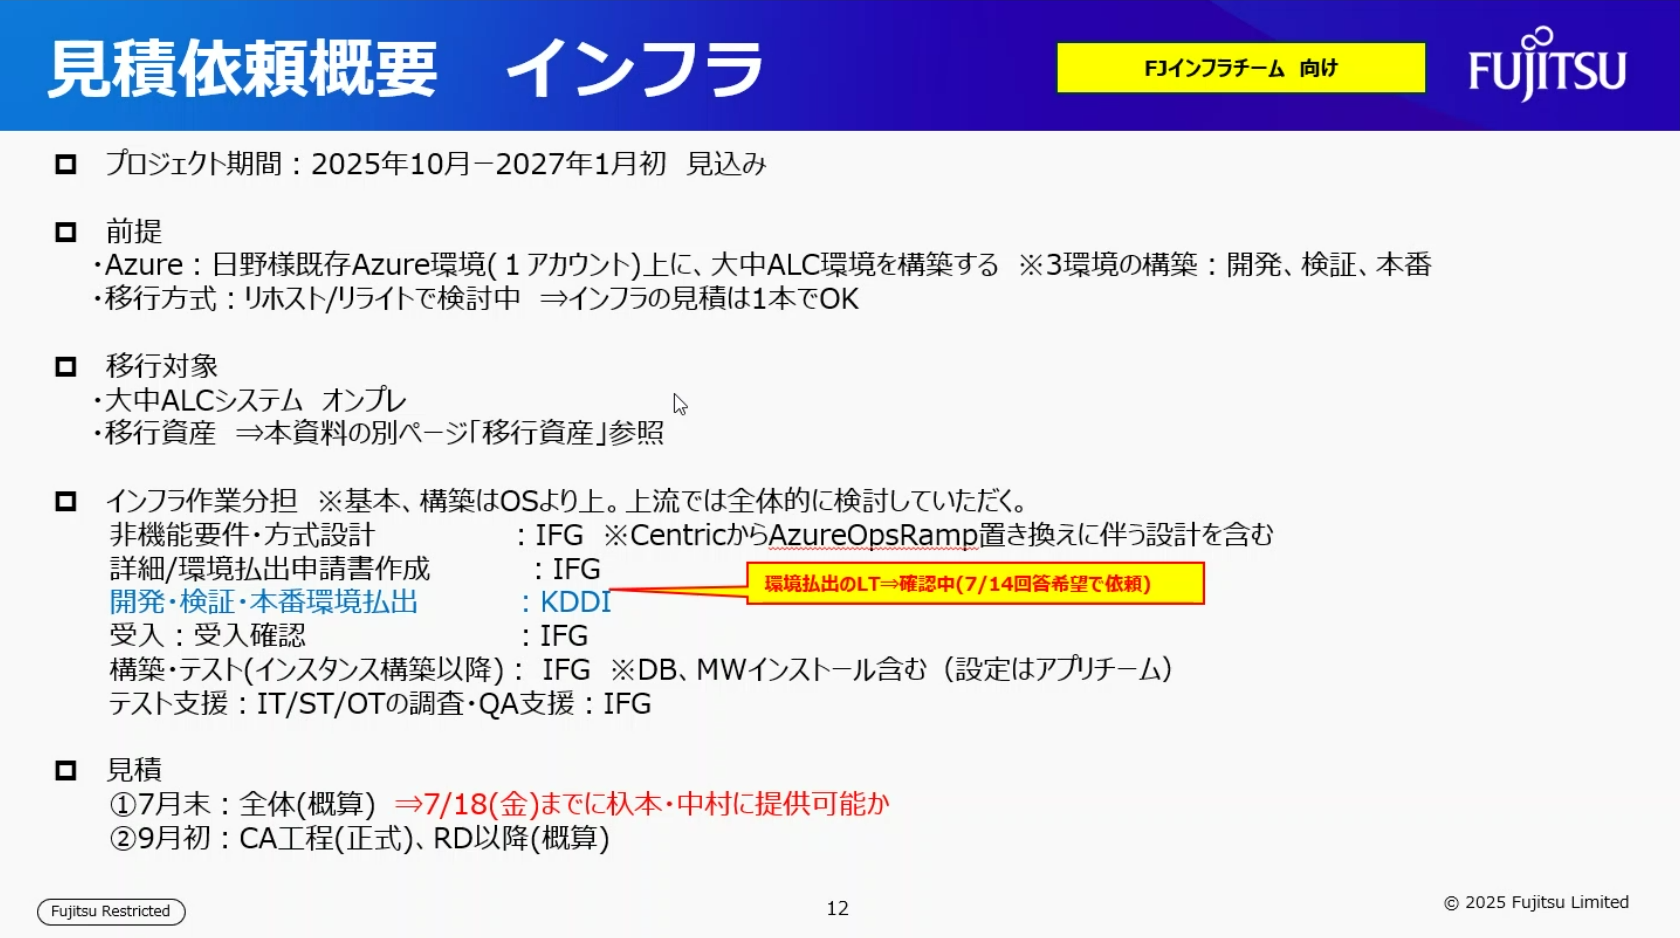 見積依頼概要　インフラ
FJインフラチーム　向け
FUJITSU
プロジェクト期間：2025年10月－2027年1月初　見込み
前提
・Azure：日野様既存Azure環境(１アカウント)上に、大中ALC環境を構築する　※3環境の構築：開発、検証、本番
・移行方式：リホスト/リライトで検討中　⇒インフラの見積は1本でOK
移行対象
・大中ALCシステム　オンプレ
・移行資産　⇒本資料の別ページ「移行資産」参照
インフラ作業分担　※基本、構築はOSより上。上流では全体的に検討していただく。
非機能要件・方式設計　：IFG　※CentricからAzureOpsRamp置き換えに伴う設計を含む
詳細/環境払出申請書作成　：IFG
環境払出のLT⇒確認中(7/14回答希望で依頼)
開発・検証・本番環境払出　：KDDI
受入：受入確認　：IFG
構築・テスト(インスタンス構築以降)：　IFG　※DB、MWインストール含む（設定はアプリチーム）
テスト支援：IT/ST/OTの調査・QA支援：IFG
見積
①7月末：全体(概算)　⇒7/18(金)までに杁本・中村に提供可能か
②9月初：CA工程(正式)、RD以降(概算)
Fujitsu Restricted
12
© 2025 Fujitsu Limited